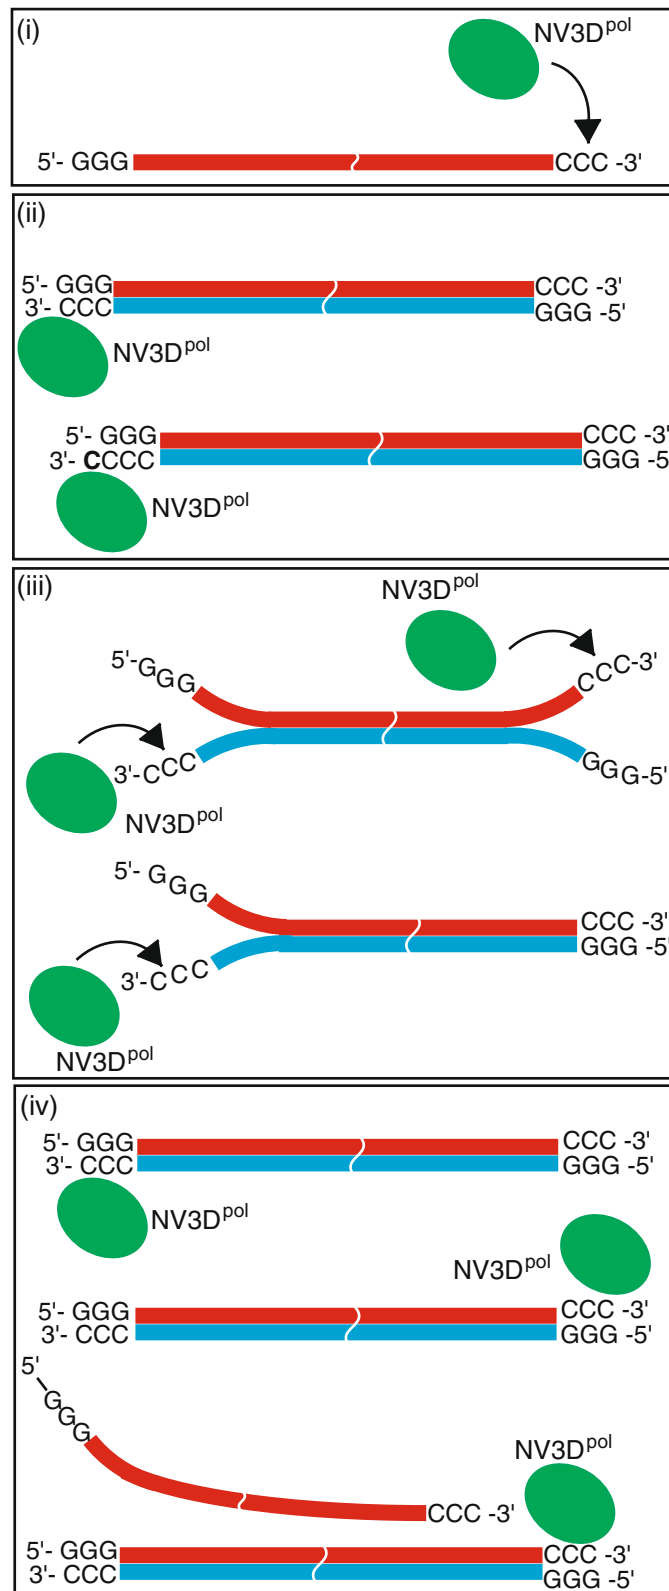 (i)
NV3Dpol
5'- GGG CCC -3'
(ii)
5'- GGG CCC -3'
3'- CCC GGG -5'
NV3Dpol
5'- GGG CCC -3'
3'- CCCC GGG -5'
NV3Dpol
(iii)
NV3Dpol
5'-GGG CCC-3'
3'-CCC GGG-5'
NV3Dpol
5'- GGG CCC -3'
3'-CCC GGG -5'
NV3Dpol
(iv)
5'- GGG CCC -3'
3'- CCC GGG -5'
NV3Dpol
NV3Dpol
5'- GGG CCC -3'
3'- CCC GGG -5'
5'
GGG
NV3Dpol
CCC -3'
5'- GGG CCC -3'
3'- CCC GGG -5'